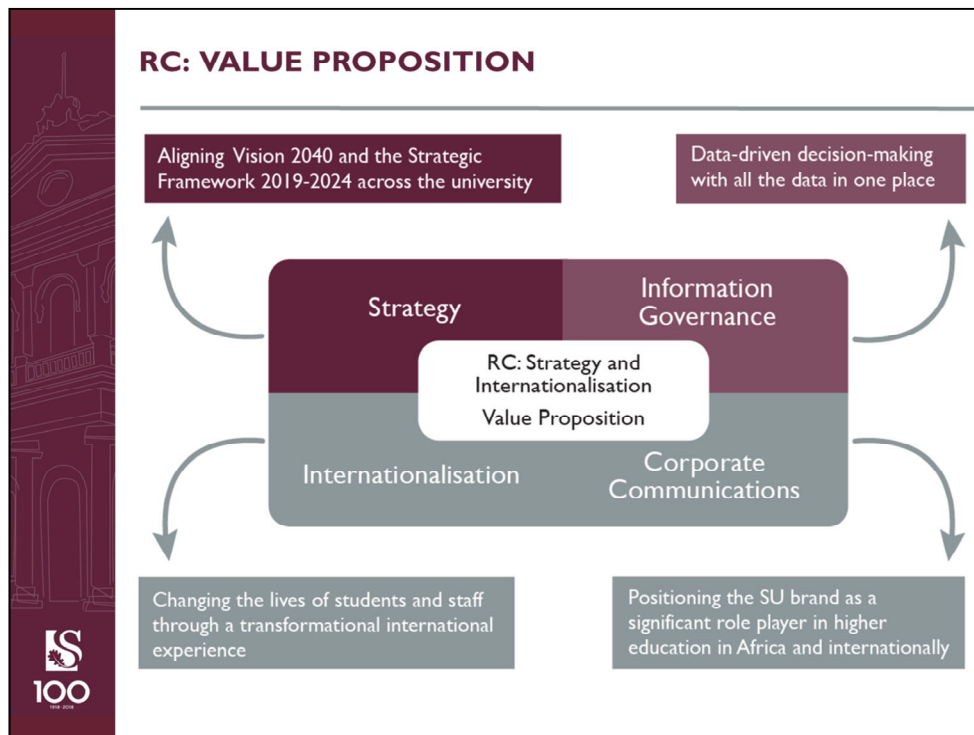 RC: VALUE PROPOSITION
Aligning Vision 2040 and the Strategic
Framework 2019-2024 across the university
Data-driven decision-making
with all the data in one place
Strategy
Information
Governance
RC: Strategy and
Internationalisation
Value Proposition
Internationalisation
Corporate
Communications
Changing the lives of students and staff
through a transformational international
experience
Positioning the SU brand as a
significant role player in higher
education in Africa and internationally
S
100
1918-2018